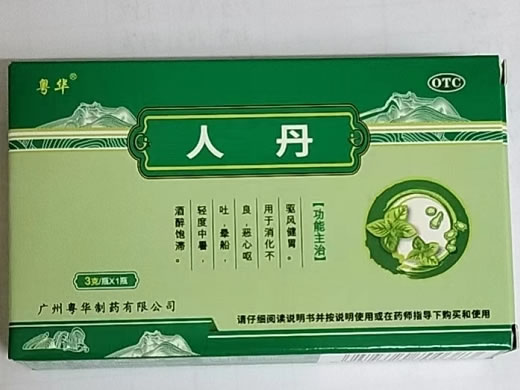 粤华®
OTC
人丹
【功能主治】
驱风健胃。
用于消化不
良,恶心呕
吐,晕船,
轻度中暑,
酒醉饱滞。
3克/瓶X1瓶
广州粤华制药有限公司
请仔细阅读说明书并按说明使用或在药师指导下购买和使用